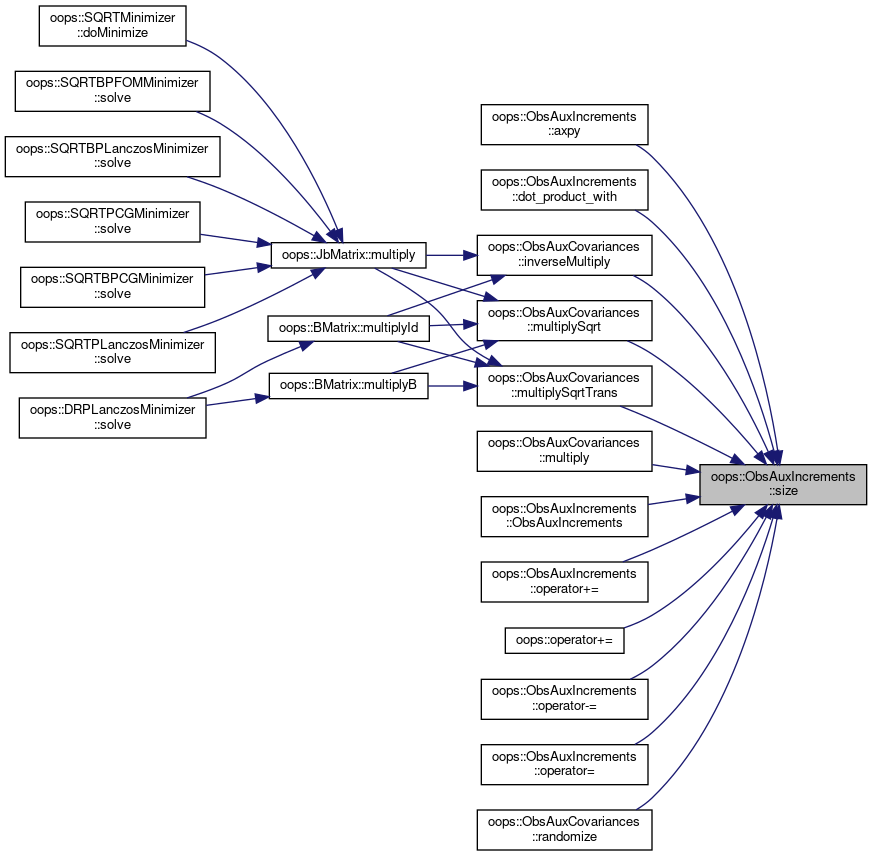 oops::SQRTMinimizer
::doMinimize
oops::SQRTBPFOMMinimizer
::solve
oops::SQRTBPLanczosMinimizer
::solve
oops::SQRTPCGMinimizer
::solve
oops::SQRTBPCGMinimizer
::solve
oops::SQRTPLanczosMinimizer
::solve
oops::DRPLanczosMinimizer
::solve
oops::JbMatrix::multiply
oops::BMatrix::multiplyId
oops::BMatrix::multiplyB
oops::ObsAuxIncrements
::axpy
oops::ObsAuxIncrements
::dot_product_with
oops::ObsAuxCovariances
::inverseMultiply
oops::ObsAuxCovariances
::multiplySqrt
oops::ObsAuxCovariances
::multiplySqrtTrans
oops::ObsAuxCovariances
::multiply
oops::ObsAuxIncrements
::ObsAuxIncrements
oops::ObsAuxIncrements
::operator+=
oops::operator+=
oops::ObsAuxIncrements
::operator-=
oops::ObsAuxIncrements
::operator=
oops::ObsAuxCovariances
::randomize
oops::ObsAuxIncrements
::size